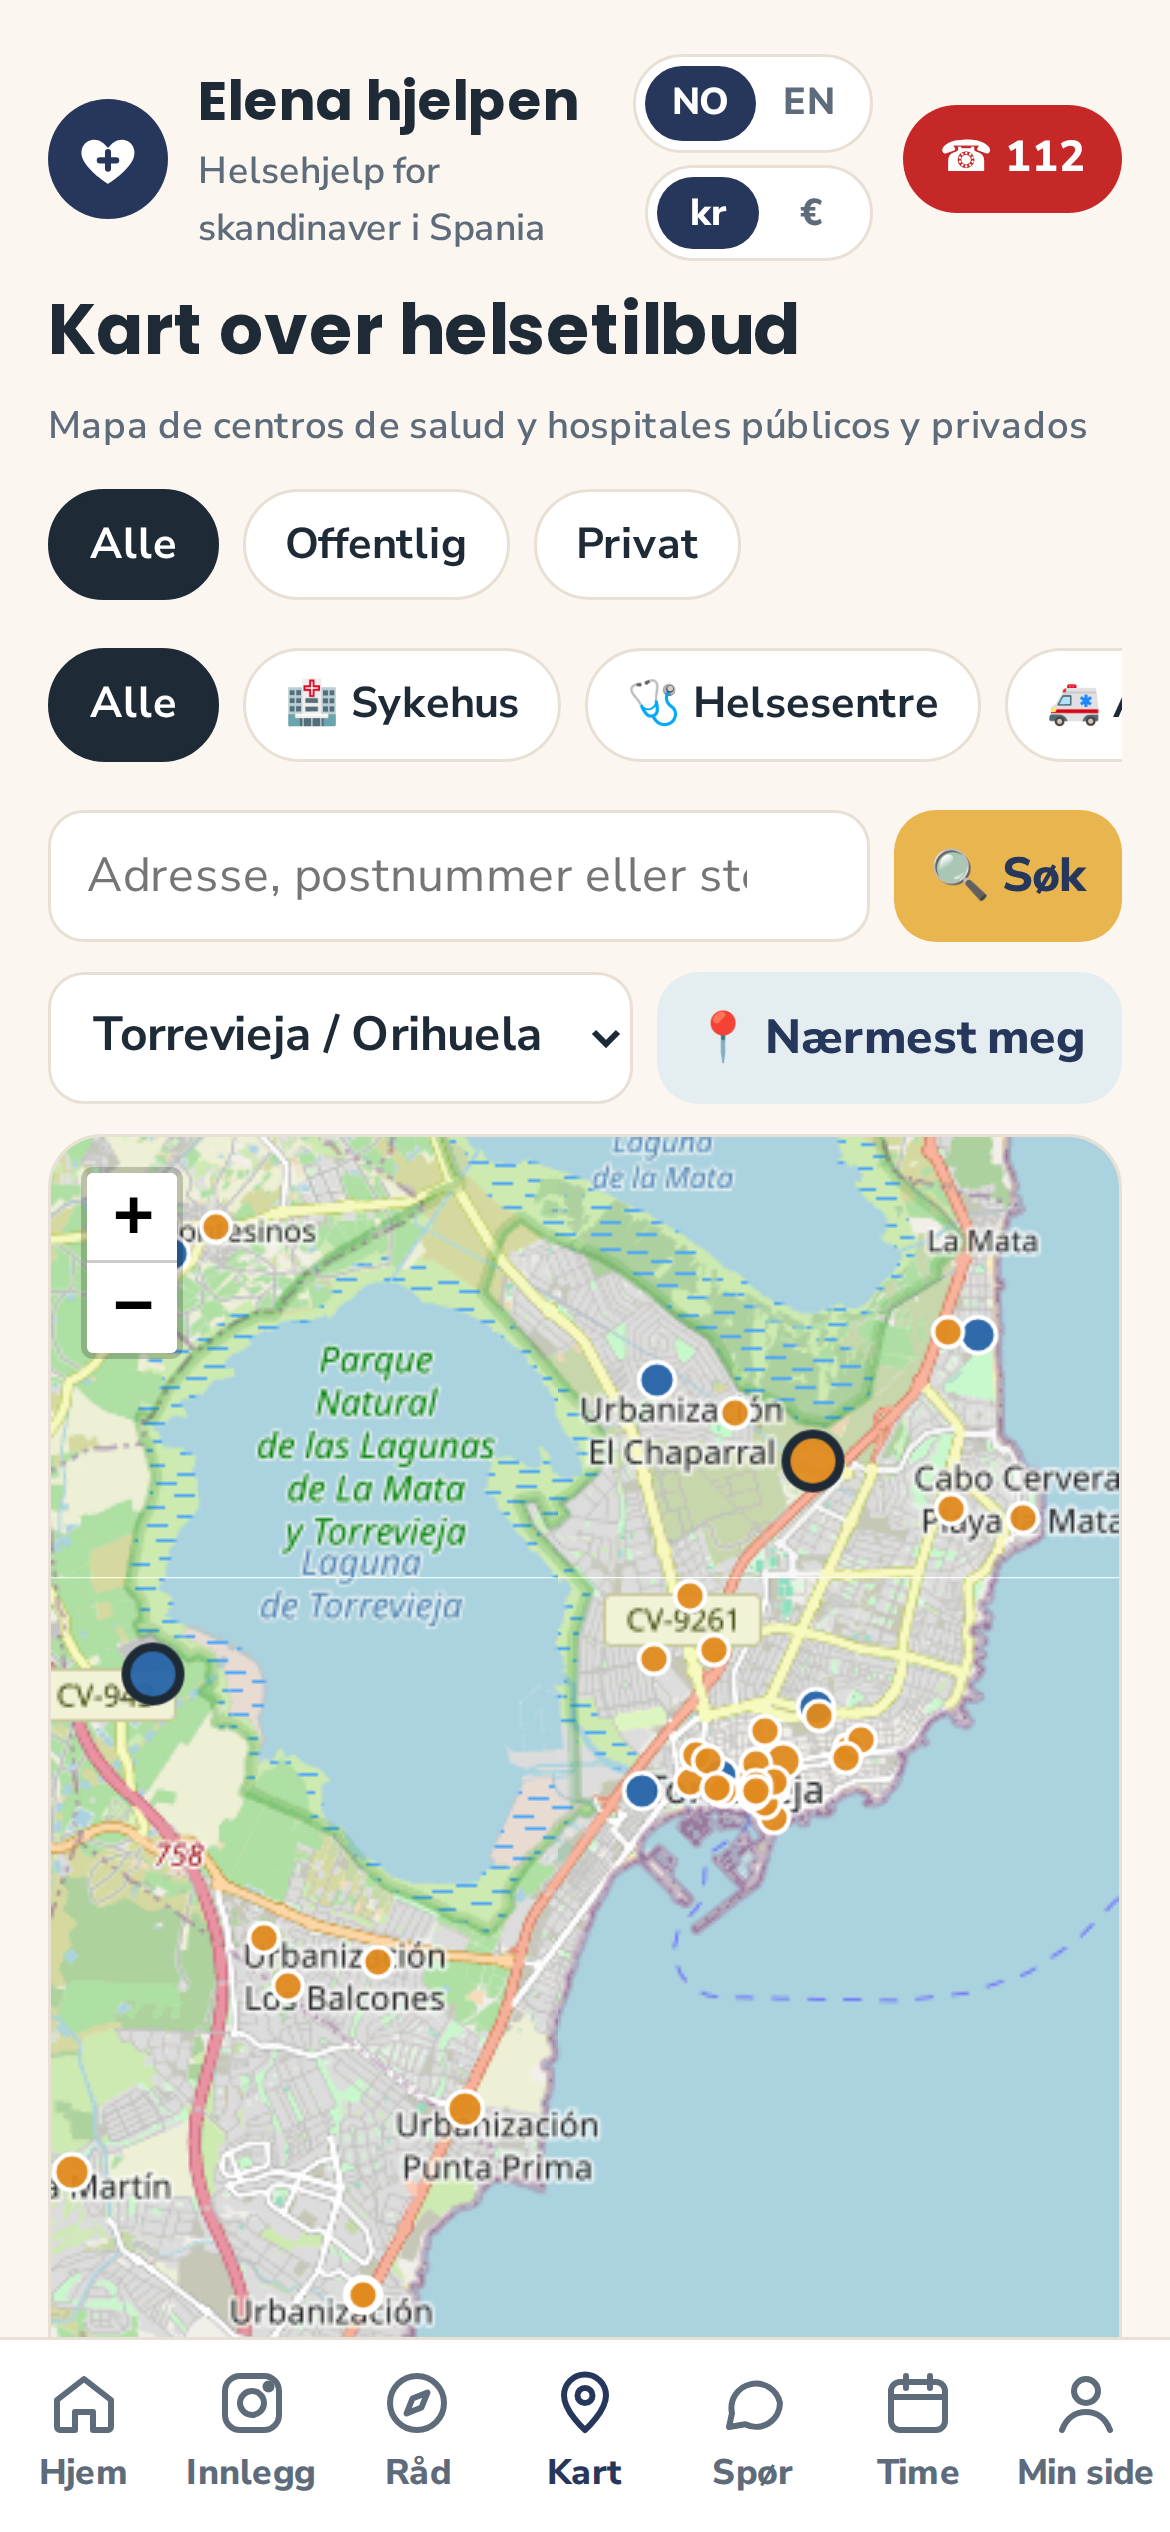 Elena hjelpen
Helsehjelp for
skandinaver i Spania
NO EN
kr €
☎ 112
Kart over helsetilbud
Mapa de centros de salud y hospitales públicos y privados
Alle Offentlig Privat
Alle Sykehus Helsesentre
Adresse, postnummer eller
Søk
Torrevieja / Orihuela
Nærmest meg
+
−
Laguna
de la Mata
La Mata
Parque
Natural
de las Lagunas
de La Mata
y Torrevieja
Laguna
de Torrevieja
El Chaparral
Cabo Cervera
Mata
CV-9261
758
Los Balcones
Urbanización
Punta Prima
Martín
Urbanización
Hjem Innlegg Råd Kart Spør Time Min side